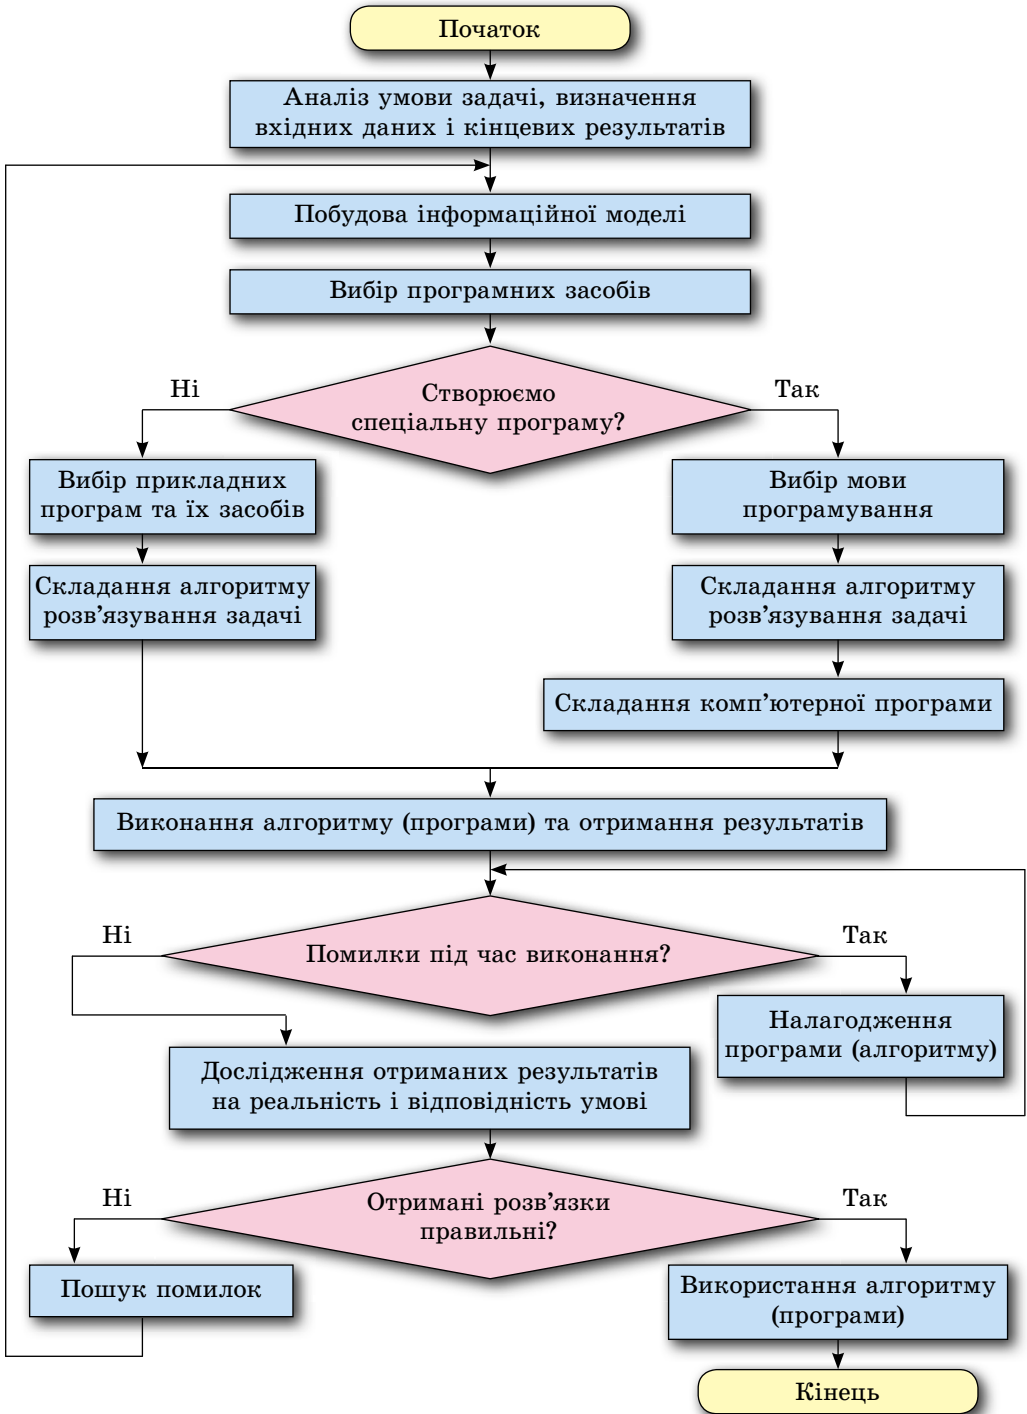 Початок
Аналіз умови задачі, визначення
вхідних даних і кінцевих результатів
Побудова інформаційної моделі
Вибір програмних засобів
Створюємо
спеціальну програму?
Ні
Так
Вибір прикладних
програм та їх засобів
Вибір мови
програмування
Складання алгоритму
розв'язування задачі
Складання алгоритму
розв'язування задачі
Складання комп'ютерної програми
Виконання алгоритму (програми) та отримання результатів
Помилки під час виконання?
Ні
Так
Налагодження
програми (алгоритму)
Дослідження отриманих результатів
на реальність і відповідність умові
Отримані розв'язки
правильні?
Ні
Так
Пошук помилок
Використання алгоритму
(програми)
Кінець